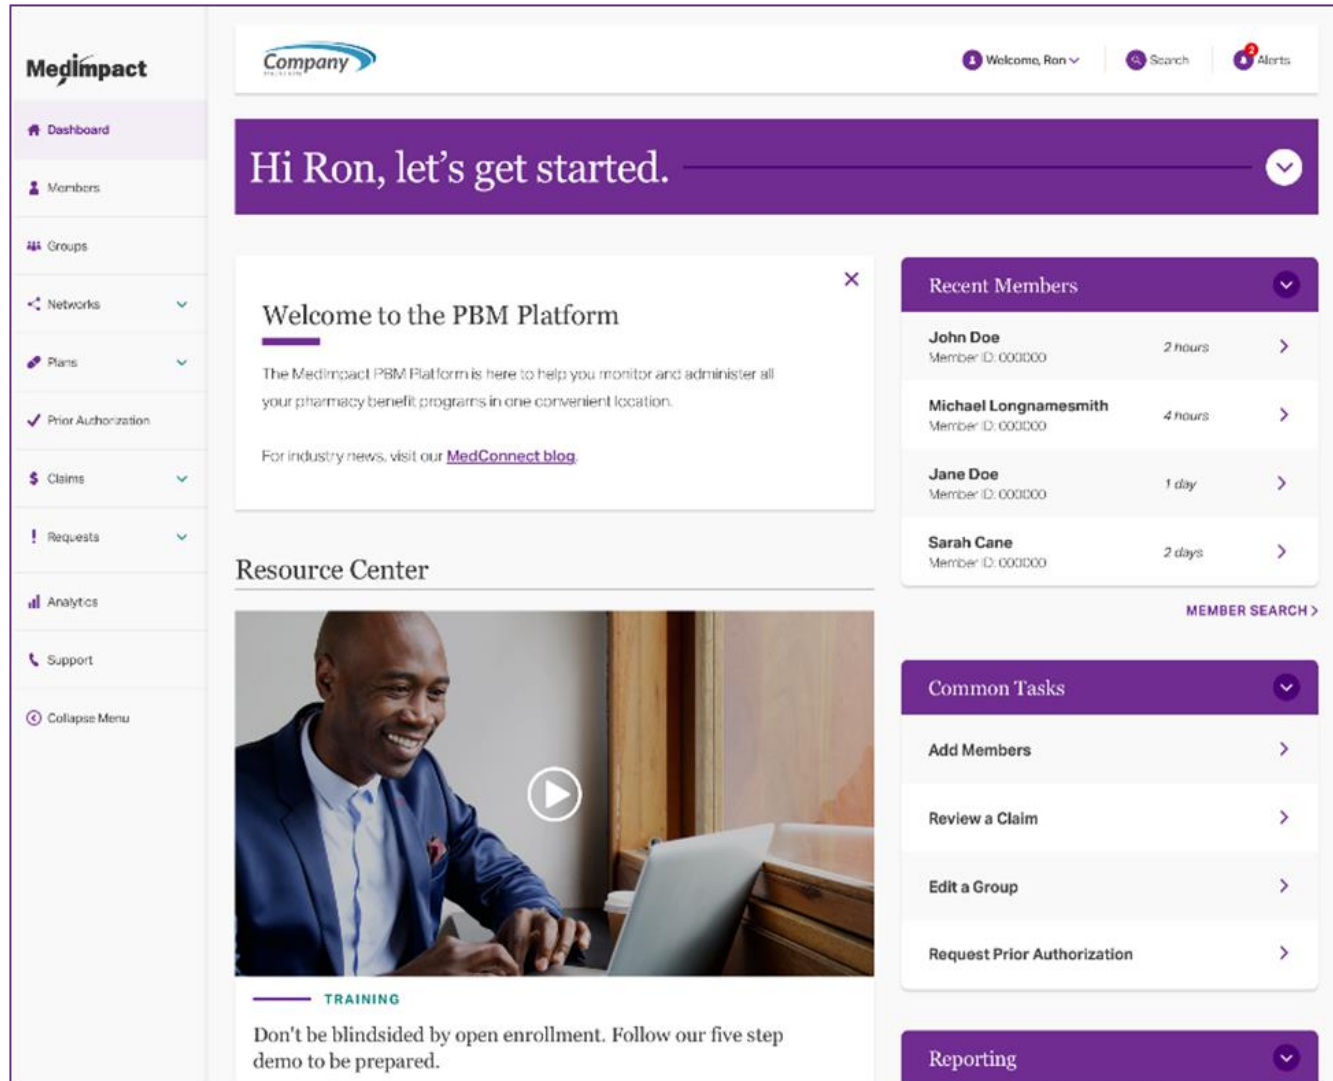 Medimpact
Dashboard
Members
Groups
Networks
Plans
Prior Authorization
Claims
Requests
Analytics
Support
Collapse Menu
Company
Welcome, Ron
Search
2
Alerts
Hi Ron, let's get started.
Welcome to the PBM Platform
The MedImpact PBM Platform is here to help you monitor and administer all
your pharmacy benefit programs in one convenient location.
For industry news, visit our MedConnect blog.
Resource Center
TRAINING
Don't be blindsided by open enrollment. Follow our five step
demo to be prepared.
Recent Members
John Doe
Member ID: 000000
2 hours
Michael Longnamesmith
Member ID: 000000
4 hours
Jane Doe
Member ID: 000000
1 day
Sarah Cane
Member ID: 000000
2 days
MEMBER SEARCH
Common Tasks
Add Members
Review a Claim
Edit a Group
Request Prior Authorization
Reporting